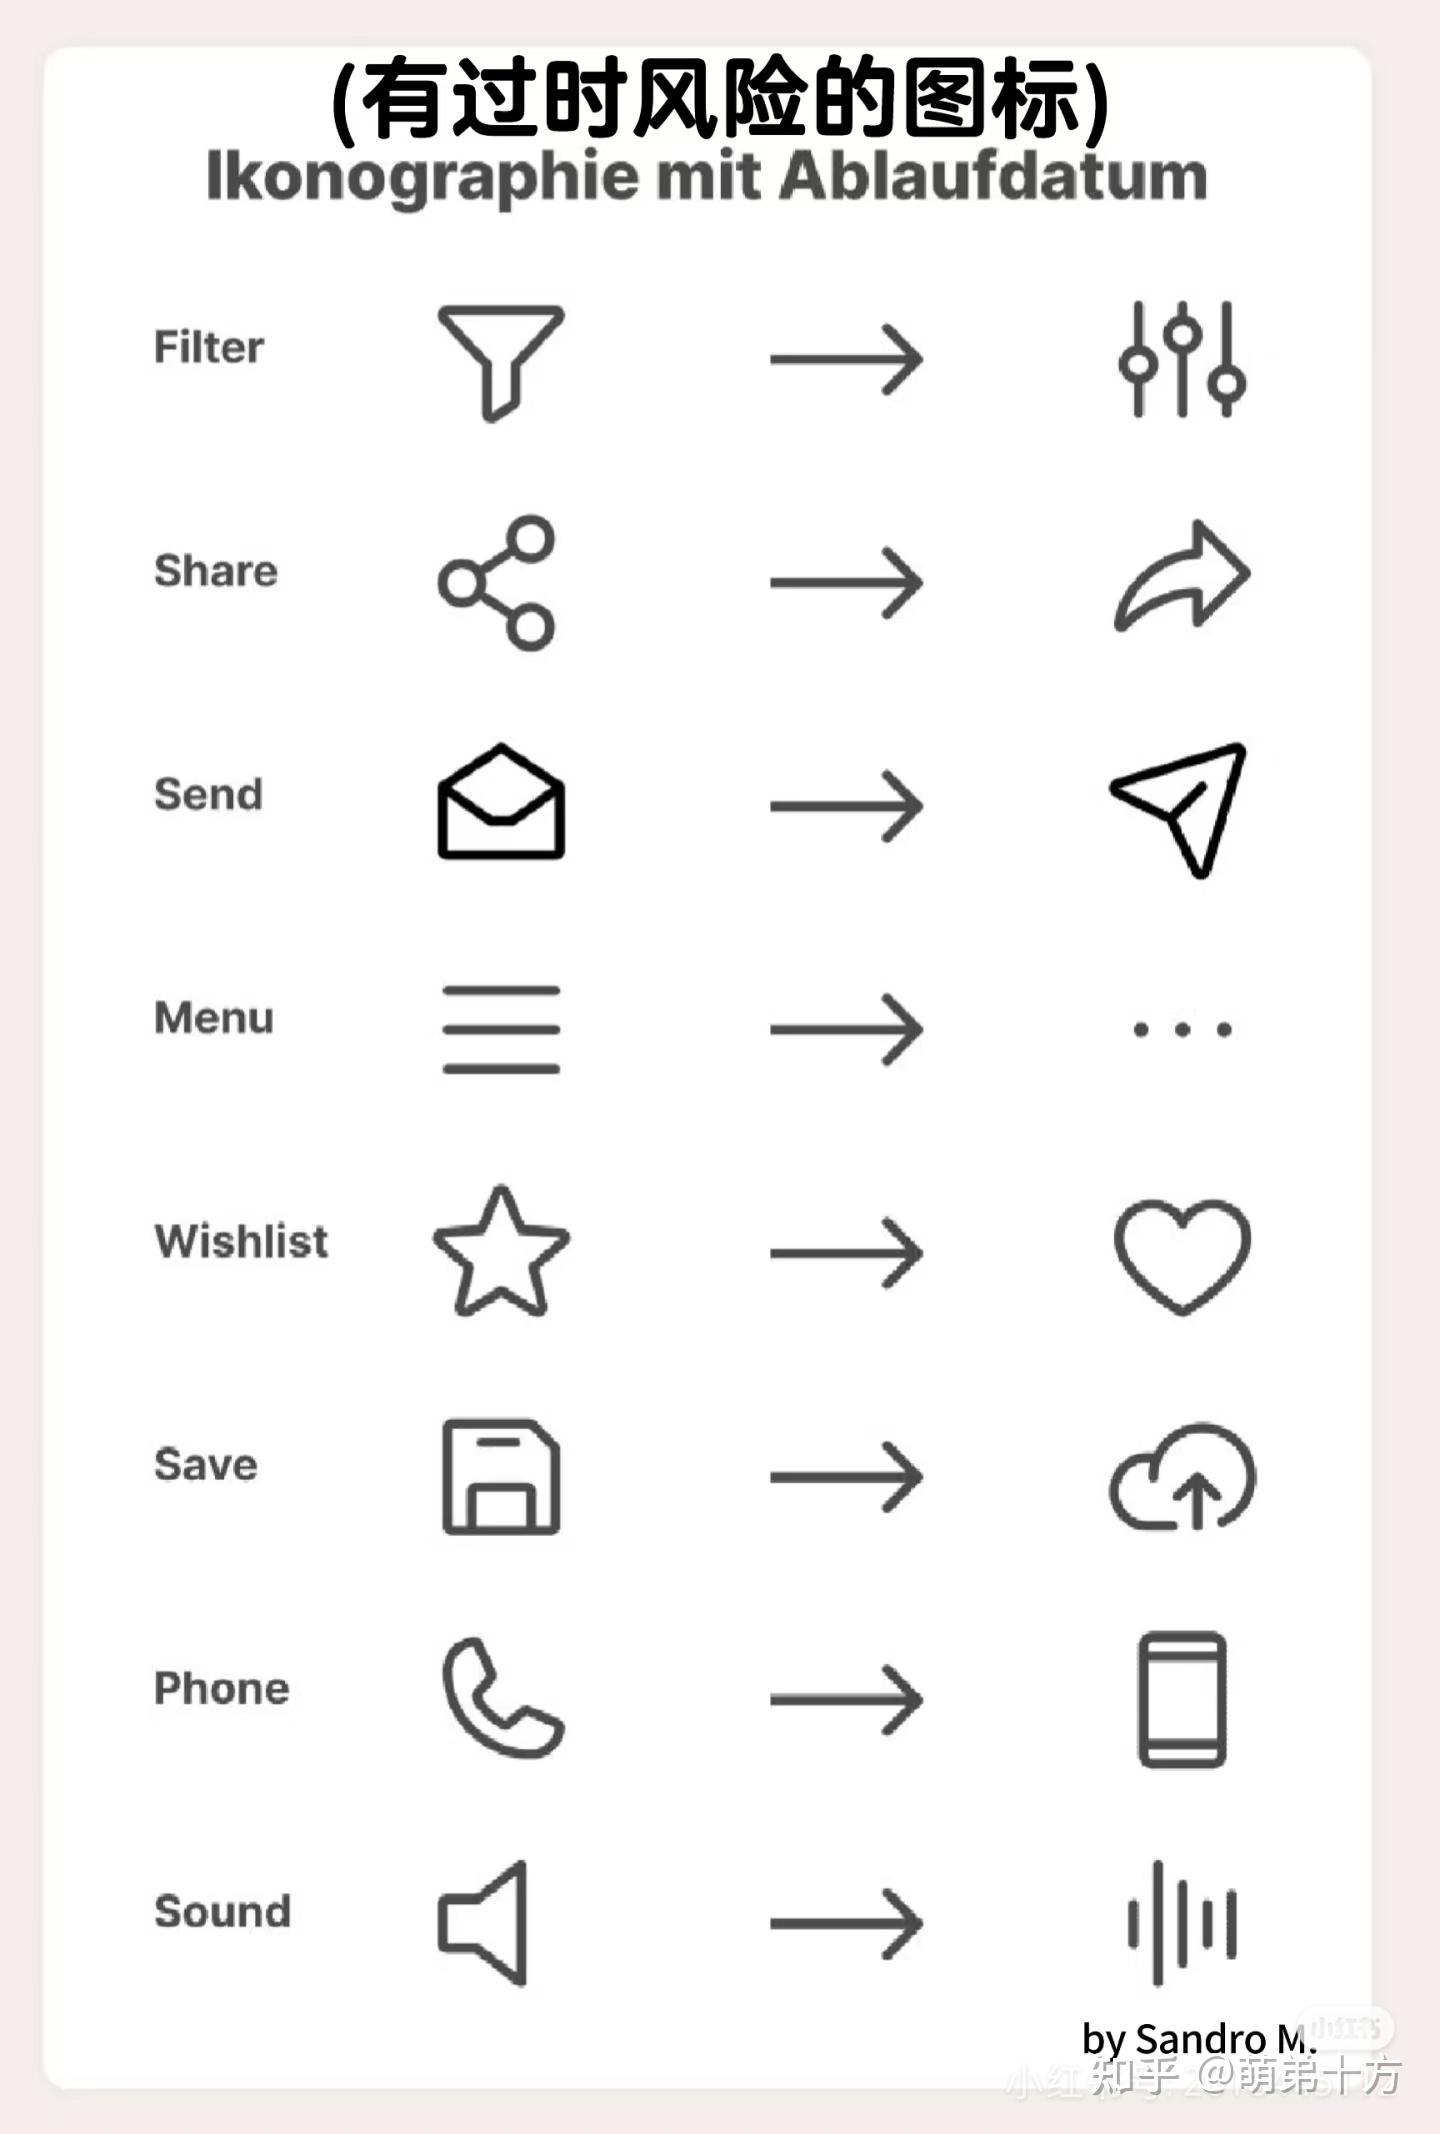 (有过时风险的图标)
Ikonographie mit Ablaufdatum
Filter
Share
Send
Menu
Wishlist
Save
Phone
Sound
by Sandro M.
小红书
知乎 @萌弟十方